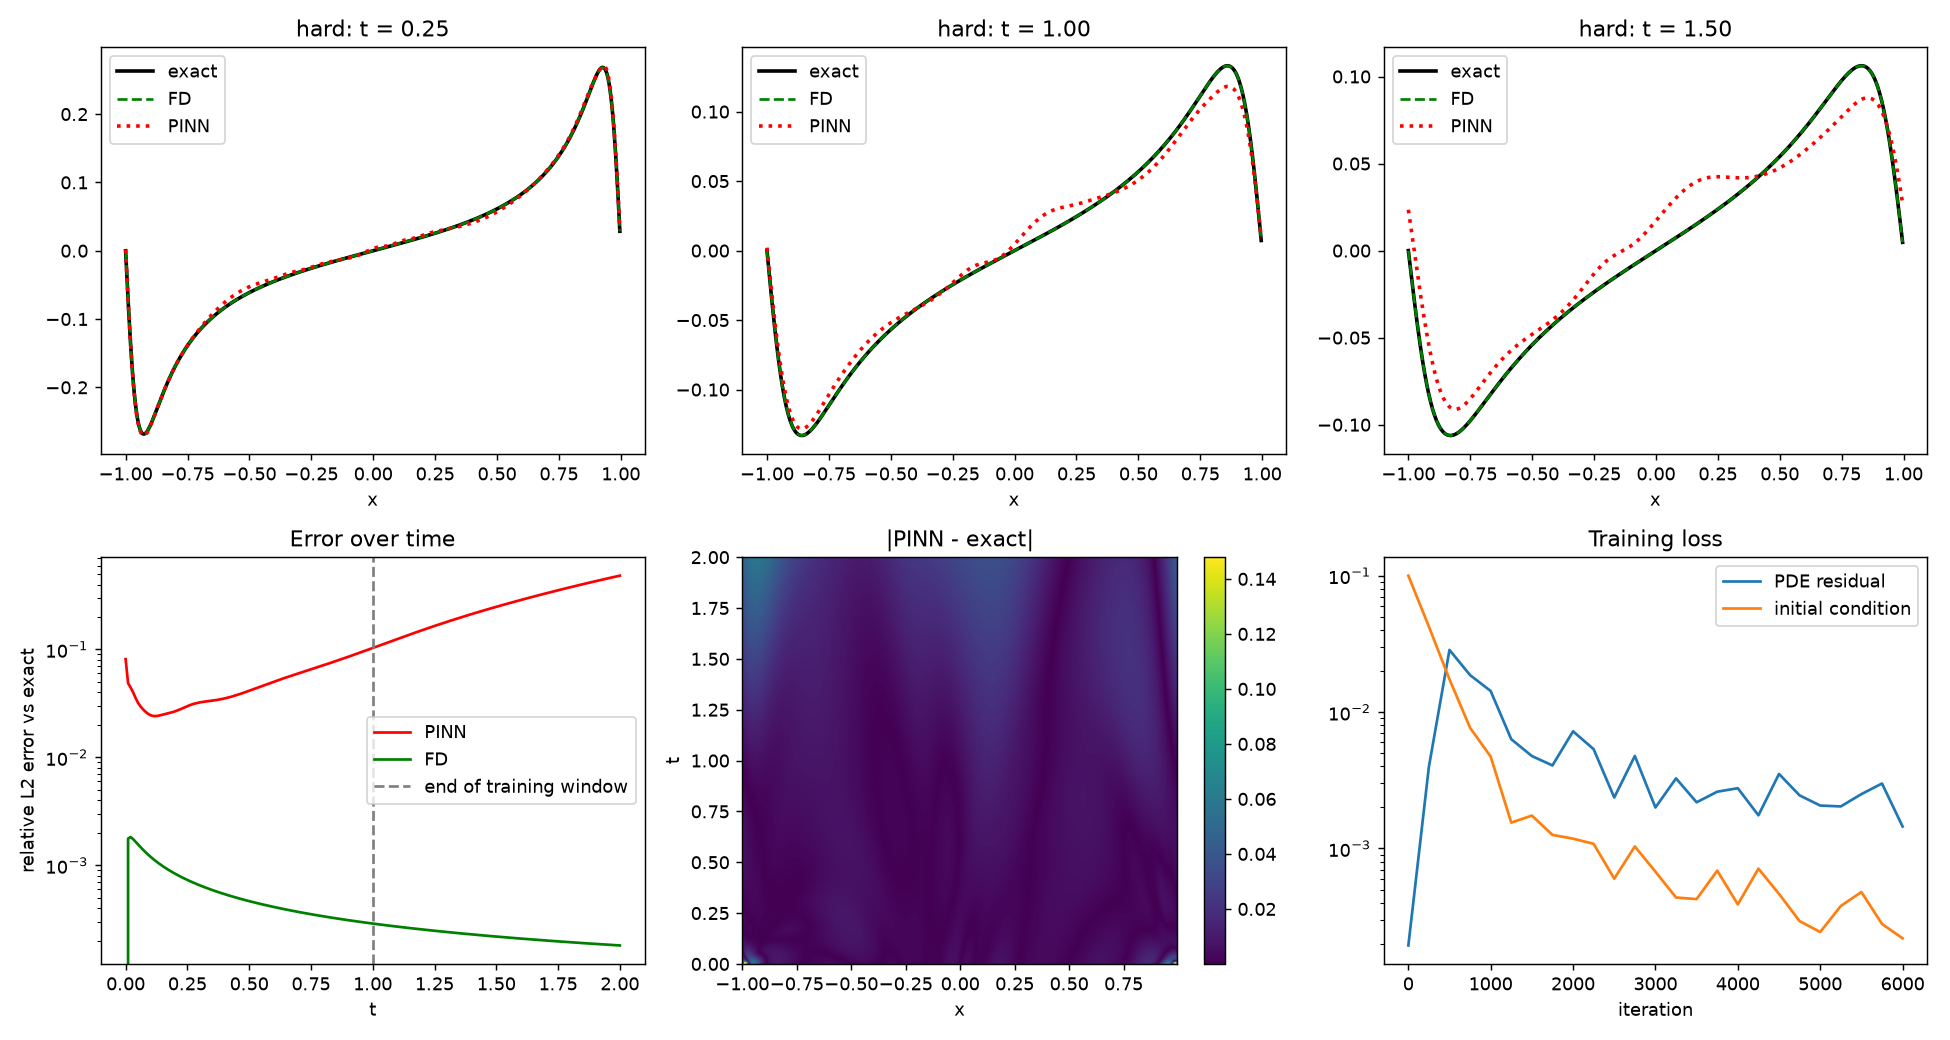 hard: t = 0.25
exact
FD
PINN
0.2
0.1
0.0
−0.1
−0.2
−1.00 −0.75 −0.50 −0.25 0.00 0.25 0.50 0.75 1.00
x
hard: t = 1.00
exact
FD
PINN
0.10
0.05
0.00
−0.05
−0.10
−1.00 −0.75 −0.50 −0.25 0.00 0.25 0.50 0.75 1.00
x
hard: t = 1.50
exact
FD
PINN
0.10
0.05
0.00
−0.05
−0.10
−1.00 −0.75 −0.50 −0.25 0.00 0.25 0.50 0.75 1.00
x
Error over time
relative L2 error vs exact
10⁻¹
10⁻²
10⁻³
PINN
FD
end of training window
0.00 0.25 0.50 0.75 1.00 1.25 1.50 1.75 2.00
t
|PINN - exact|
t
2.00
1.75
1.50
1.25
1.00
0.75
0.50
0.25
0.00
−1.00 −0.75 −0.50 −0.25 0.00 0.25 0.50 0.75
x
0.14
0.12
0.10
0.08
0.06
0.04
0.02
Training loss
PDE residual
initial condition
10⁻¹
10⁻²
10⁻³
0 1000 2000 3000 4000 5000 6000
iteration